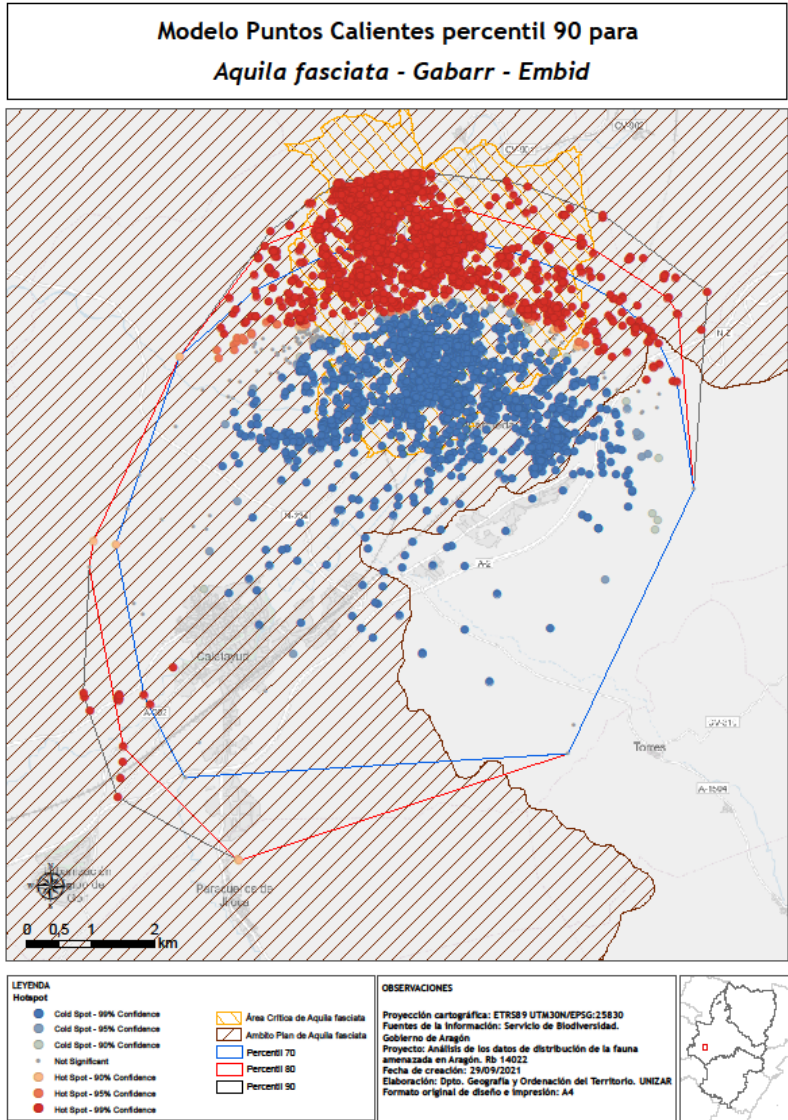 Modelo Puntos Calientes percentil 90 para
Aquila fasciata - Gabarr - Embid
CV-902
N-2
N-234
A-2
Calatayud
A-202
Torres
A-1504
Paracuellos de
Jiloca
0 0,5 1 2
km
LEYENDA
Hotspot
Cold Spot - 99% Confidence
Cold Spot - 95% Confidence
Cold Spot - 90% Confidence
Not Significant
Hot Spot - 90% Confidence
Hot Spot - 95% Confidence
Hot Spot - 99% Confidence
Área Crítica de Aquila fasciata
Ambito Plan de Aquila fasciata
Percentil 70
Percentil 80
Percentil 90
OBSERVACIONES
Proyección cartográfica: ETRS89 UTM30N/EPSG:25830
Fuentes de la información: Servicio de Biodiversidad.
Gobierno de Aragón
Proyecto: Análisis de los datos de distribución de la fauna
amenazada en Aragón. Rb 14022
Fecha de creación: 29/09/2021
Elaboración: Dpto. Geografía y Ordenación del Territorio. UNIZAR
Formato original de diseño e impresión: A4